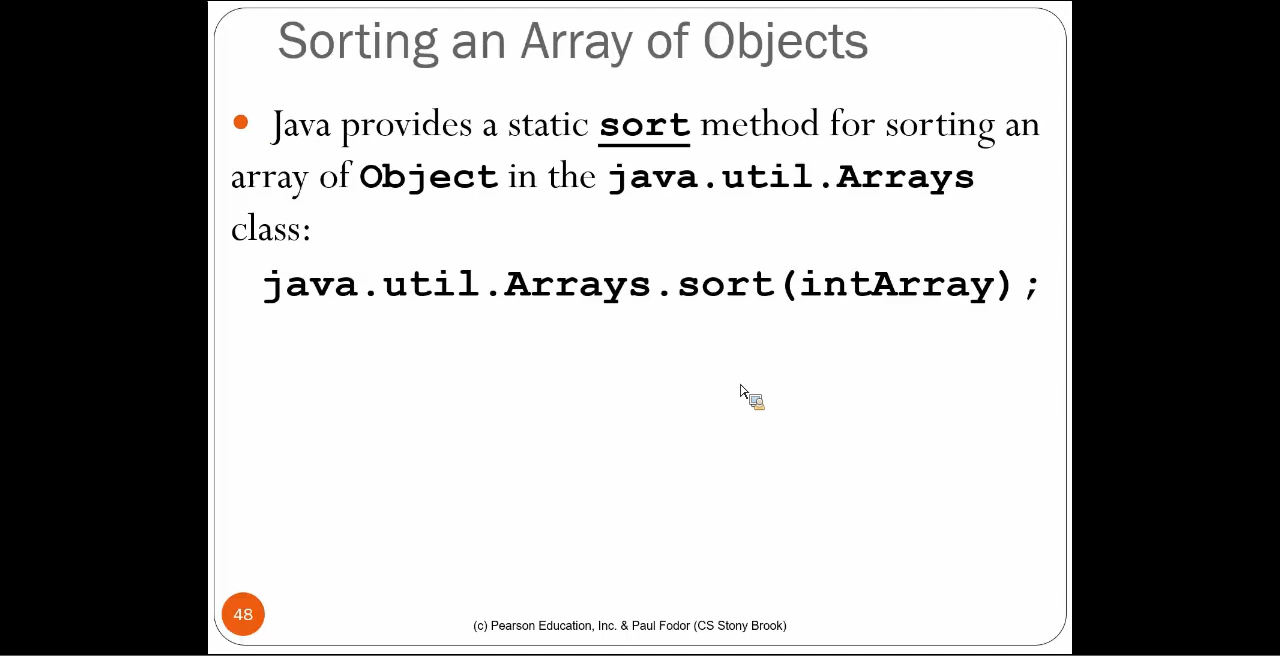 Sorting an Array of Objects
Java provides a static sort method for sorting an
array of Object in the java.util.Arrays
class:
java.util.Arrays.sort(intArray);
48
(c) Pearson Education, Inc. & Paul Fodor (CS Stony Brook)